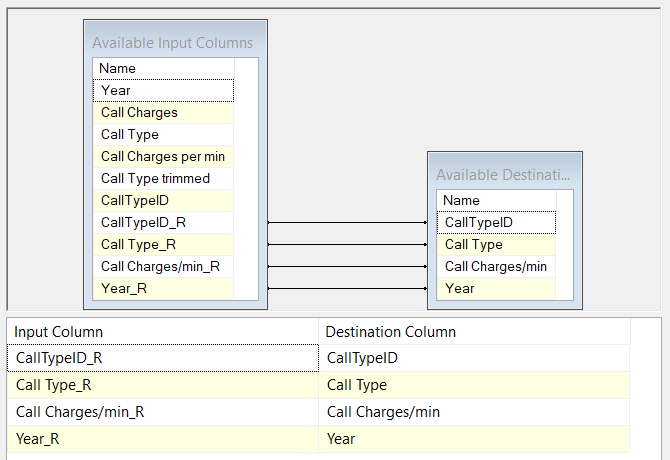 Available Input Columns
Name
Year
Call Charges
Call Type
Call Charges per min
Call Type trimmed
CallTypeID
CallTypeID_R
Call Type_R
Call Charges/min_R
Year_R
Available Destinati...
Name
CallTypeID
Call Type
Call Charges/min
Year
Input Column Destination Column
CallTypeID_R CallTypeID
Call Type_R Call Type
Call Charges/min_R Call Charges/min
Year_R Year